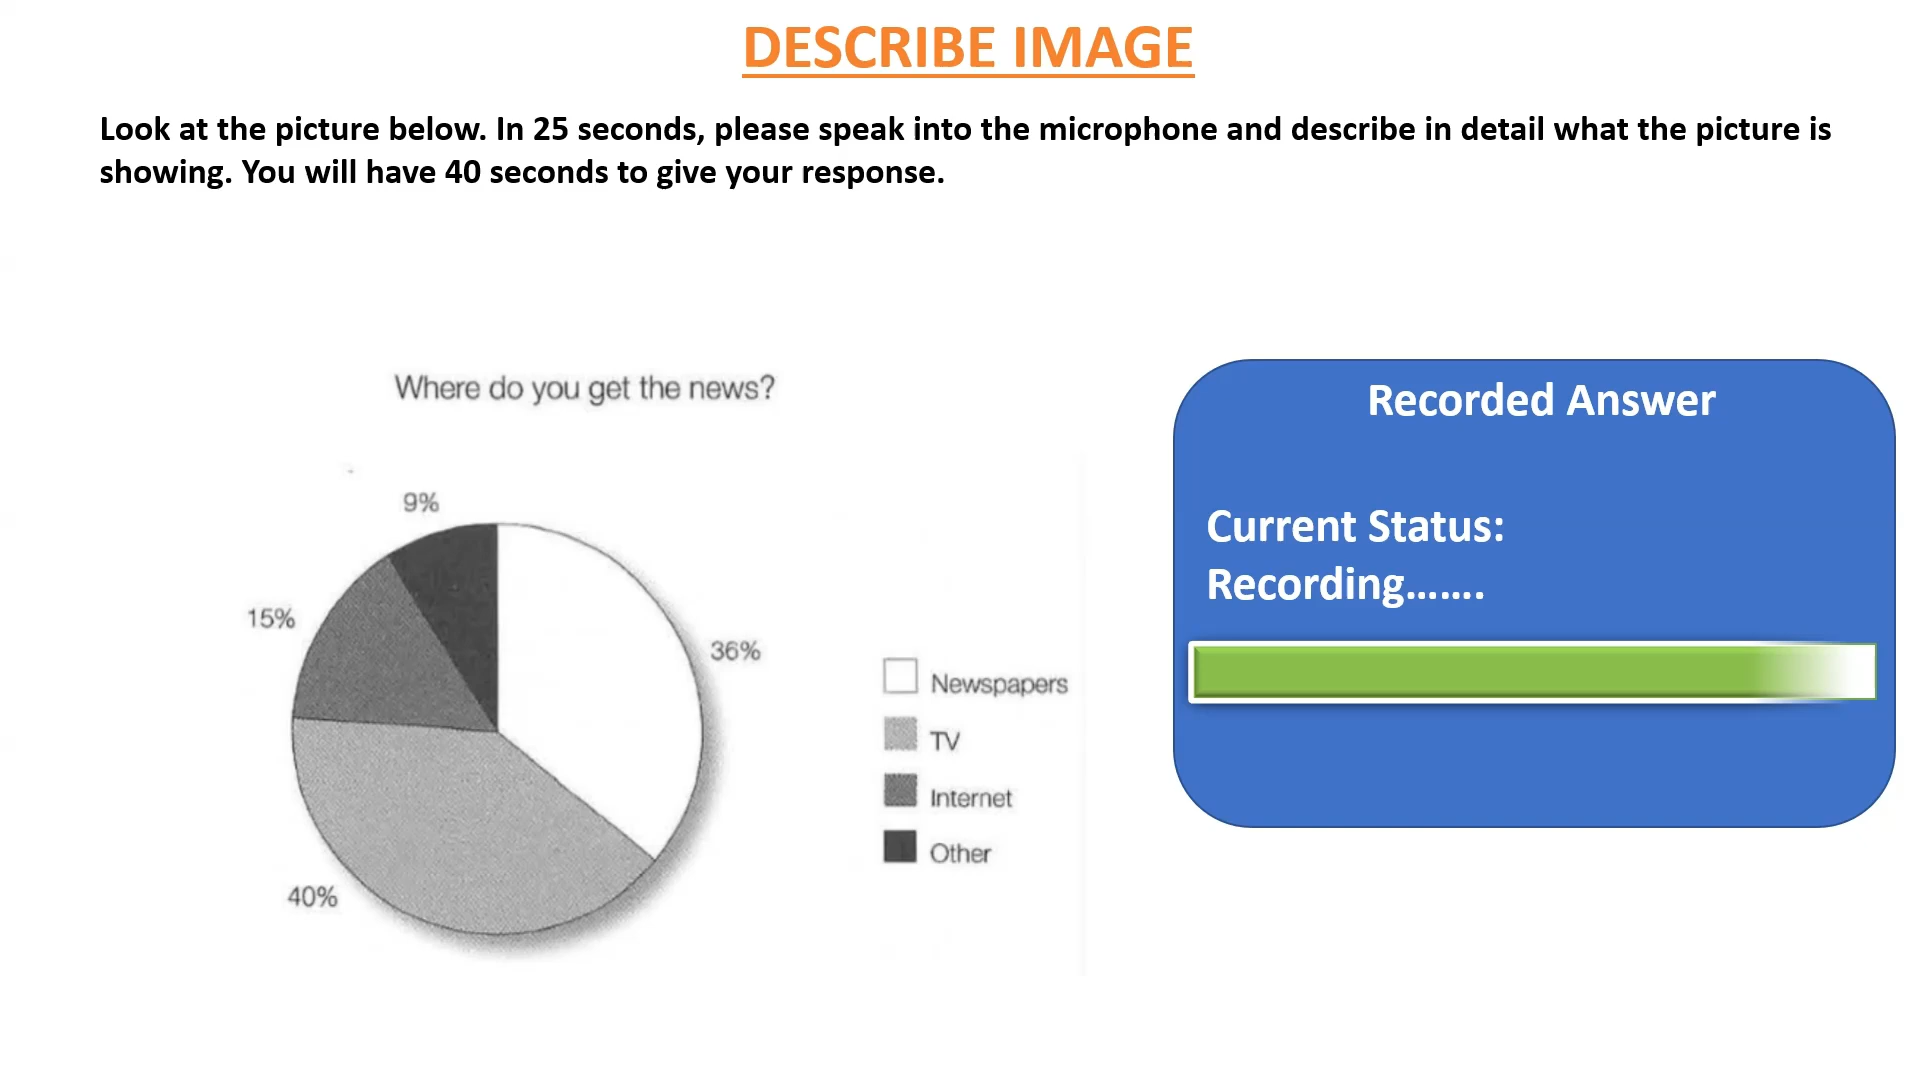 DESCRIBE IMAGE
Look at the picture below. In 25 seconds, please speak into the microphone and describe in detail what the picture is
showing. You will have 40 seconds to give your response.
Where do you get the news?
9%
15%
36%
40%
Newspapers
TV
Internet
Other
Recorded Answer
Current Status:
Recording.......